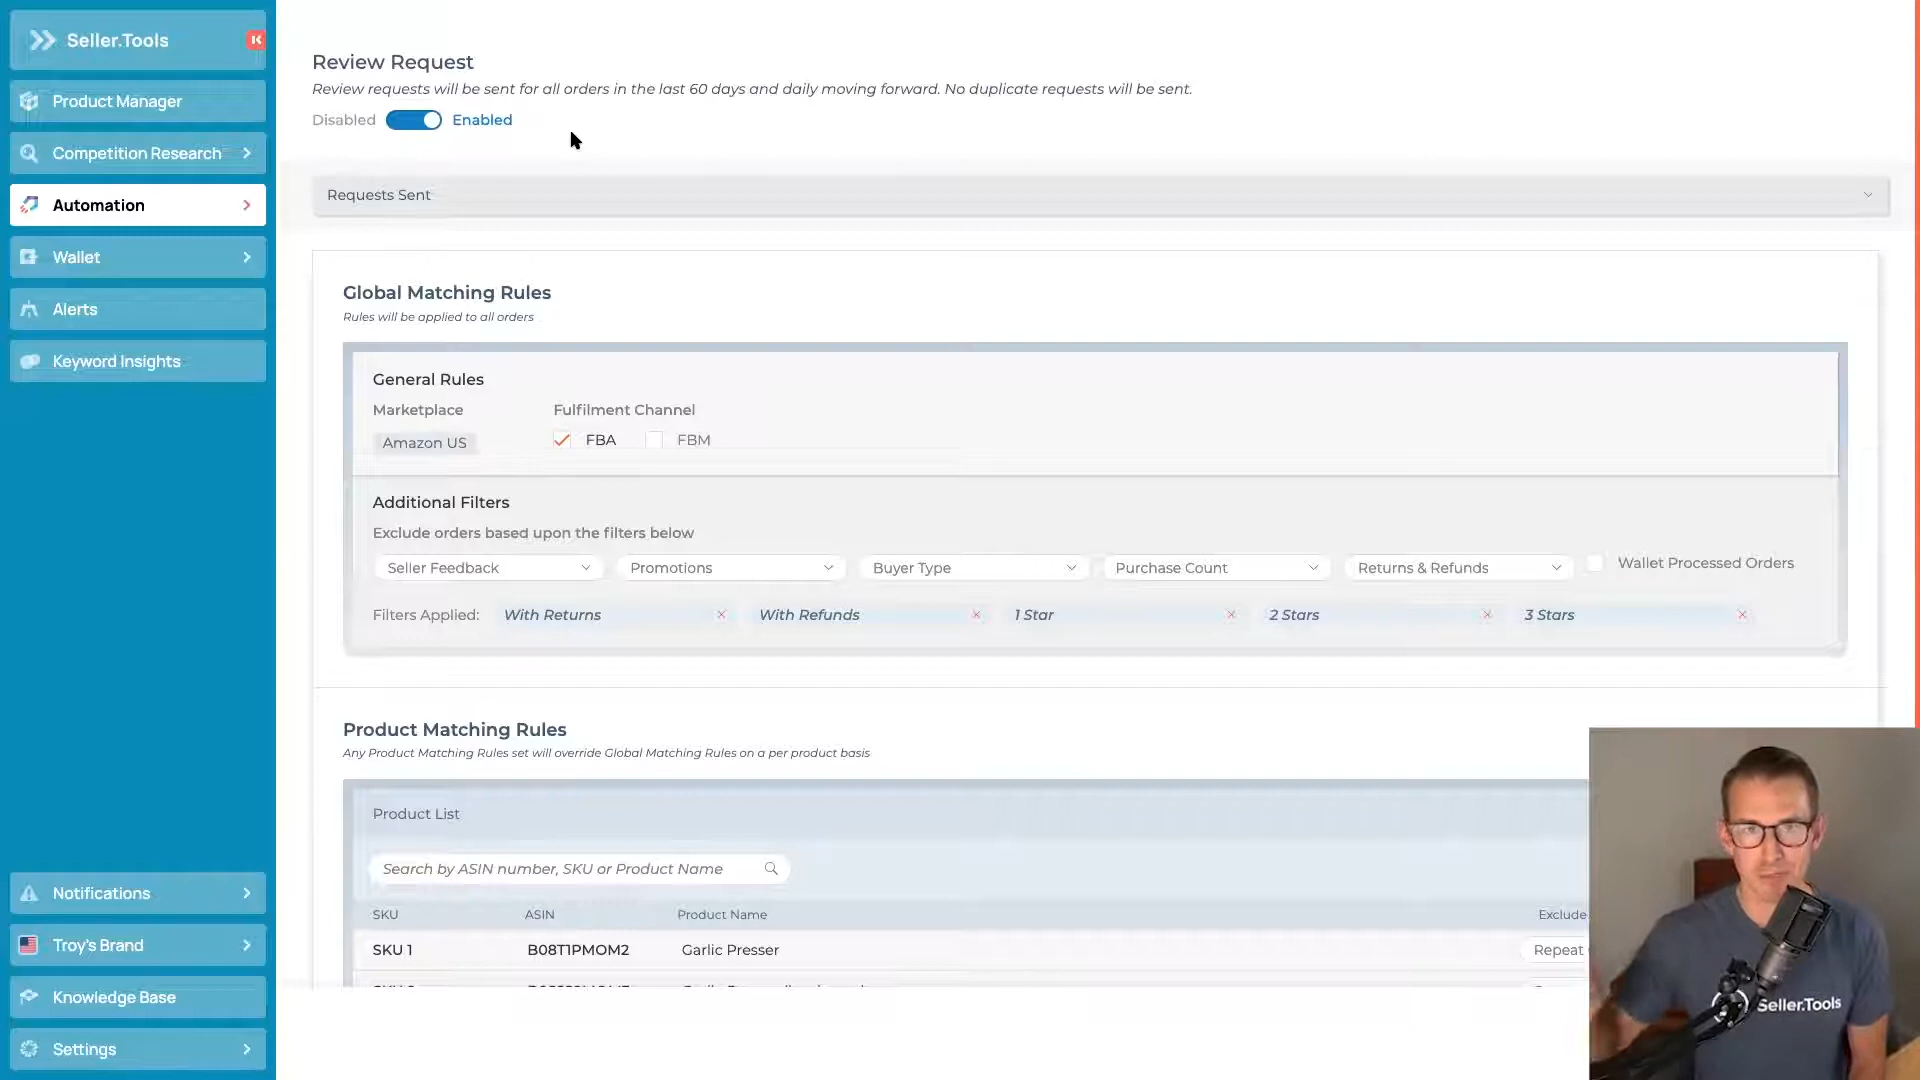 Seller.Tools
Product Manager
Competition Research
Automation
Wallet
Alerts
Keyword Insights
Notifications
Troy's Brand
Knowledge Base
Settings
Review Request
Review requests will be sent for all orders in the last 60 days and daily moving forward. No duplicate requests will be sent.
Disabled Enabled
Requests Sent
Global Matching Rules
Rules will be applied to all orders
General Rules
Marketplace Fulfilment Channel
Amazon US FBA FBM
Additional Filters
Exclude orders based upon the filters below
Seller Feedback Promotions Buyer Type Purchase Count Returns & Refunds Wallet Processed Orders
Filters Applied: With Returns With Refunds 1 Star 2 Stars 3 Stars
Product Matching Rules
Any Product Matching Rules set will override Global Matching Rules on a per product basis
Product List
Search by ASIN number, SKU or Product Name
SKU ASIN Product Name Exclude
SKU 1 B08T1PMOM2 Garlic Presser Repeat
Seller.Tools